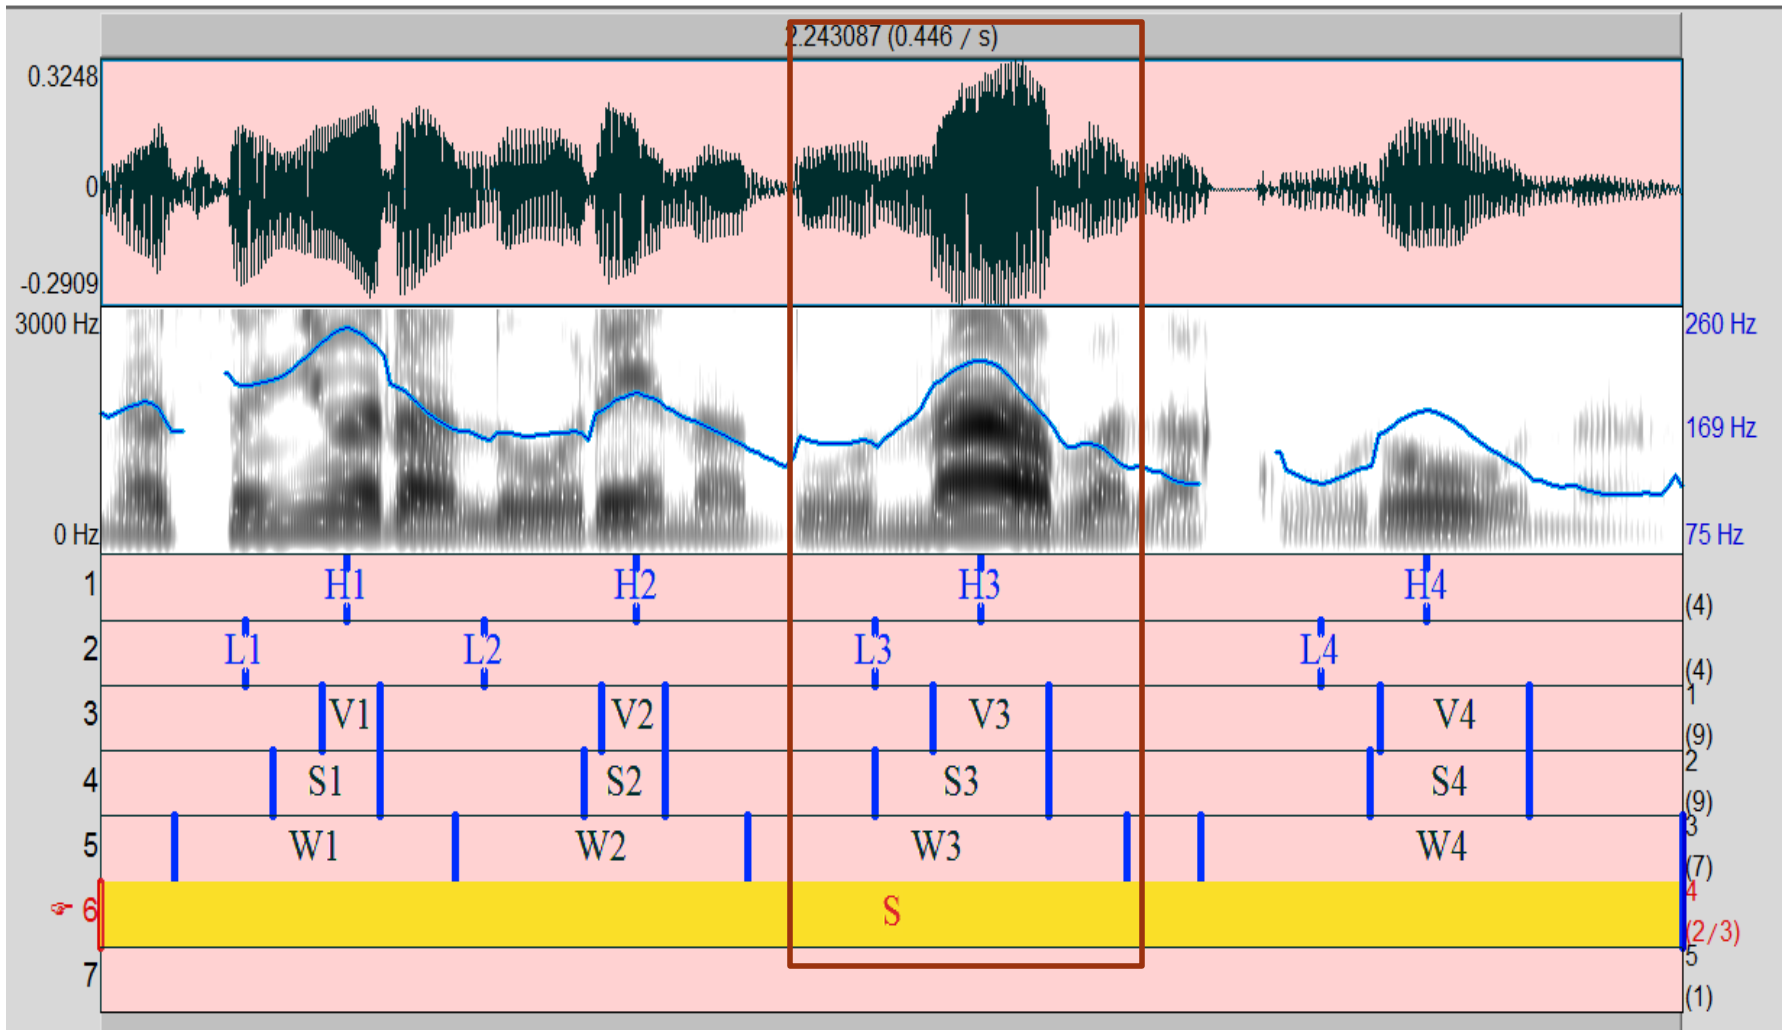 2.243087 (0.446 / s)
0.3248
0
-0.2909
3000 Hz
260 Hz
169 Hz
0 Hz
75 Hz
1 H1 H2 H3 H4 (4)
2 L1 L2 L3 L4 (4)
3 V1 V2 V3 V4 1 (9)
4 S1 S2 S3 S4 2 (9)
5 W1 W2 W3 W4 3 (7)
☞ 6 S 4 (2/3)
7 5 (1)